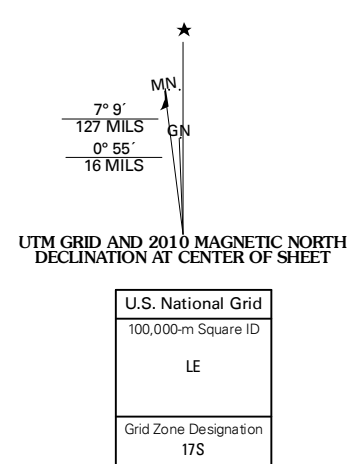 ★
MN
7° 9´
127 MILS
GN
0° 55´
16 MILS
UTM GRID AND 2010 MAGNETIC NORTH
DECLINATION AT CENTER OF SHEET
U.S. National Grid
100,000-m Square ID
LE
Grid Zone Designation
17S